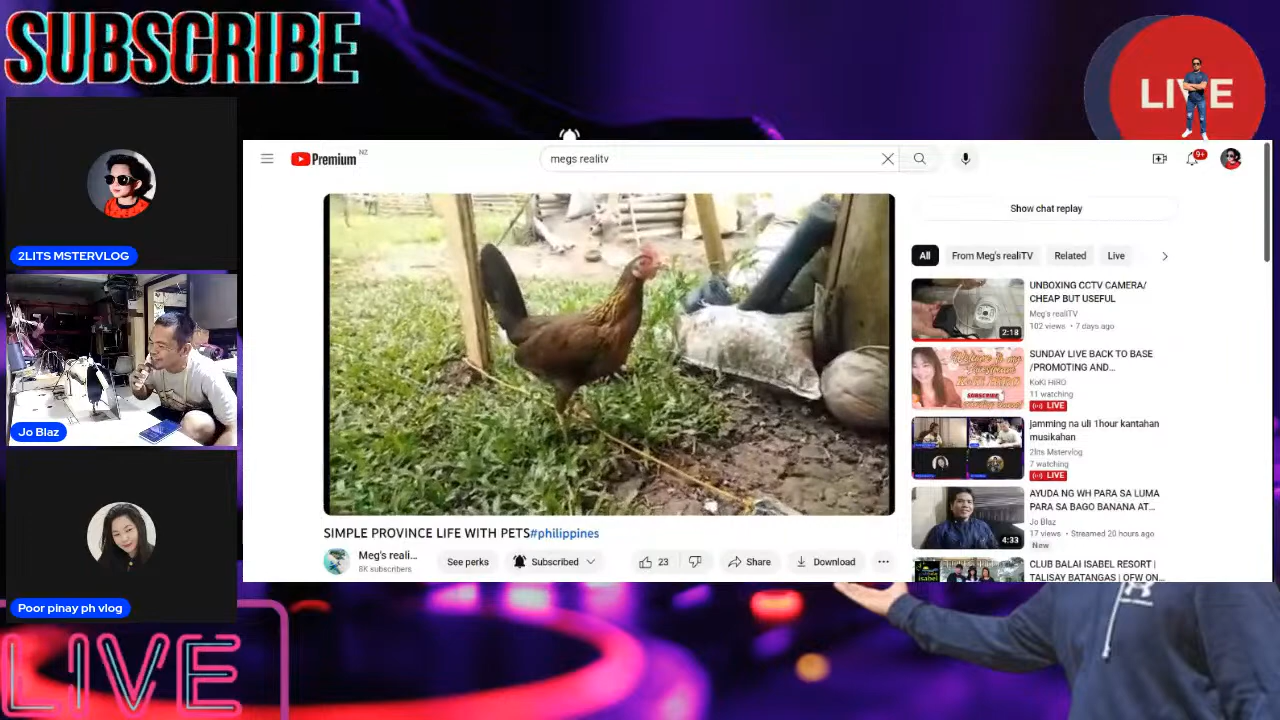 SUBSCRIBE
LIVE
2LITS MSTERVLOG
Jo Blaz
Poor pinay ph vlog
LIVE
Premium NZ
megs realitv
9+
SIMPLE PROVINCE LIFE WITH PETS#philippines
Meg's reali...
8K subscribers
See perks
Subscribed
23
Share
Download
Show chat replay
All
From Meg's realiTV
Related
Live
2:18
UNBOXING CCTV CAMERA/
CHEAP BUT USEFUL
Meg's realiTV
102 views • 7 days ago
SUBSCRIBE
SUNDAY LIVE BACK TO BASE
/PROMOTING AND...
KoKi HiRO
11 watching
LIVE
jamming na uli 1hour kantahan
musikahan
2lits Mstervlog
7 watching
LIVE
4:33
AYUDA NG WH PARA SA LUMA
PARA SA BAGO BANANA AT...
Jo Blaz
17 views • Streamed 20 hours ago
New
CLUB BALAI ISABEL RESORT |
TALISAY BATANGAS | OFW ON...